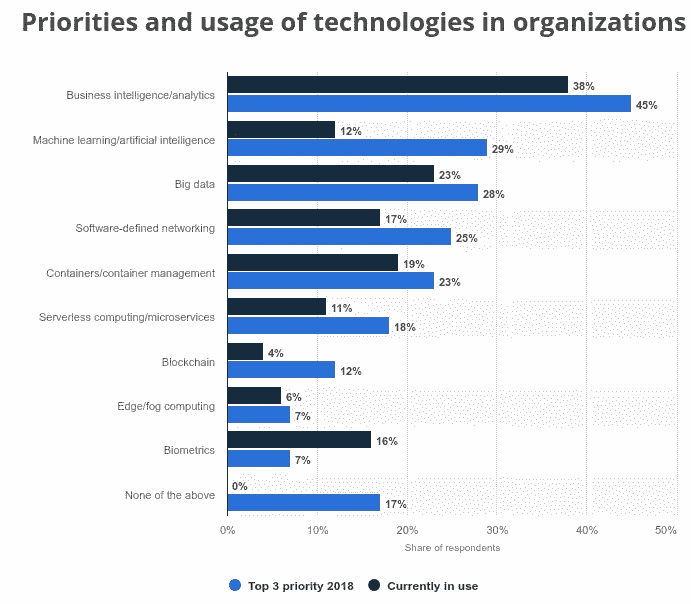 Priorities and usage of technologies in organizations
Business intelligence/analytics
38%
45%
Machine learning/artificial intelligence
12%
29%
Big data
23%
28%
Software-defined networking
17%
25%
Containers/container management
19%
23%
Serverless computing/microservices
11%
18%
Blockchain
4%
12%
Edge/fog computing
6%
7%
Biometrics
16%
7%
None of the above
0%
17%
0% 10% 20% 30% 40% 50%
Share of respondents
Top 3 priority 2018 Currently in use